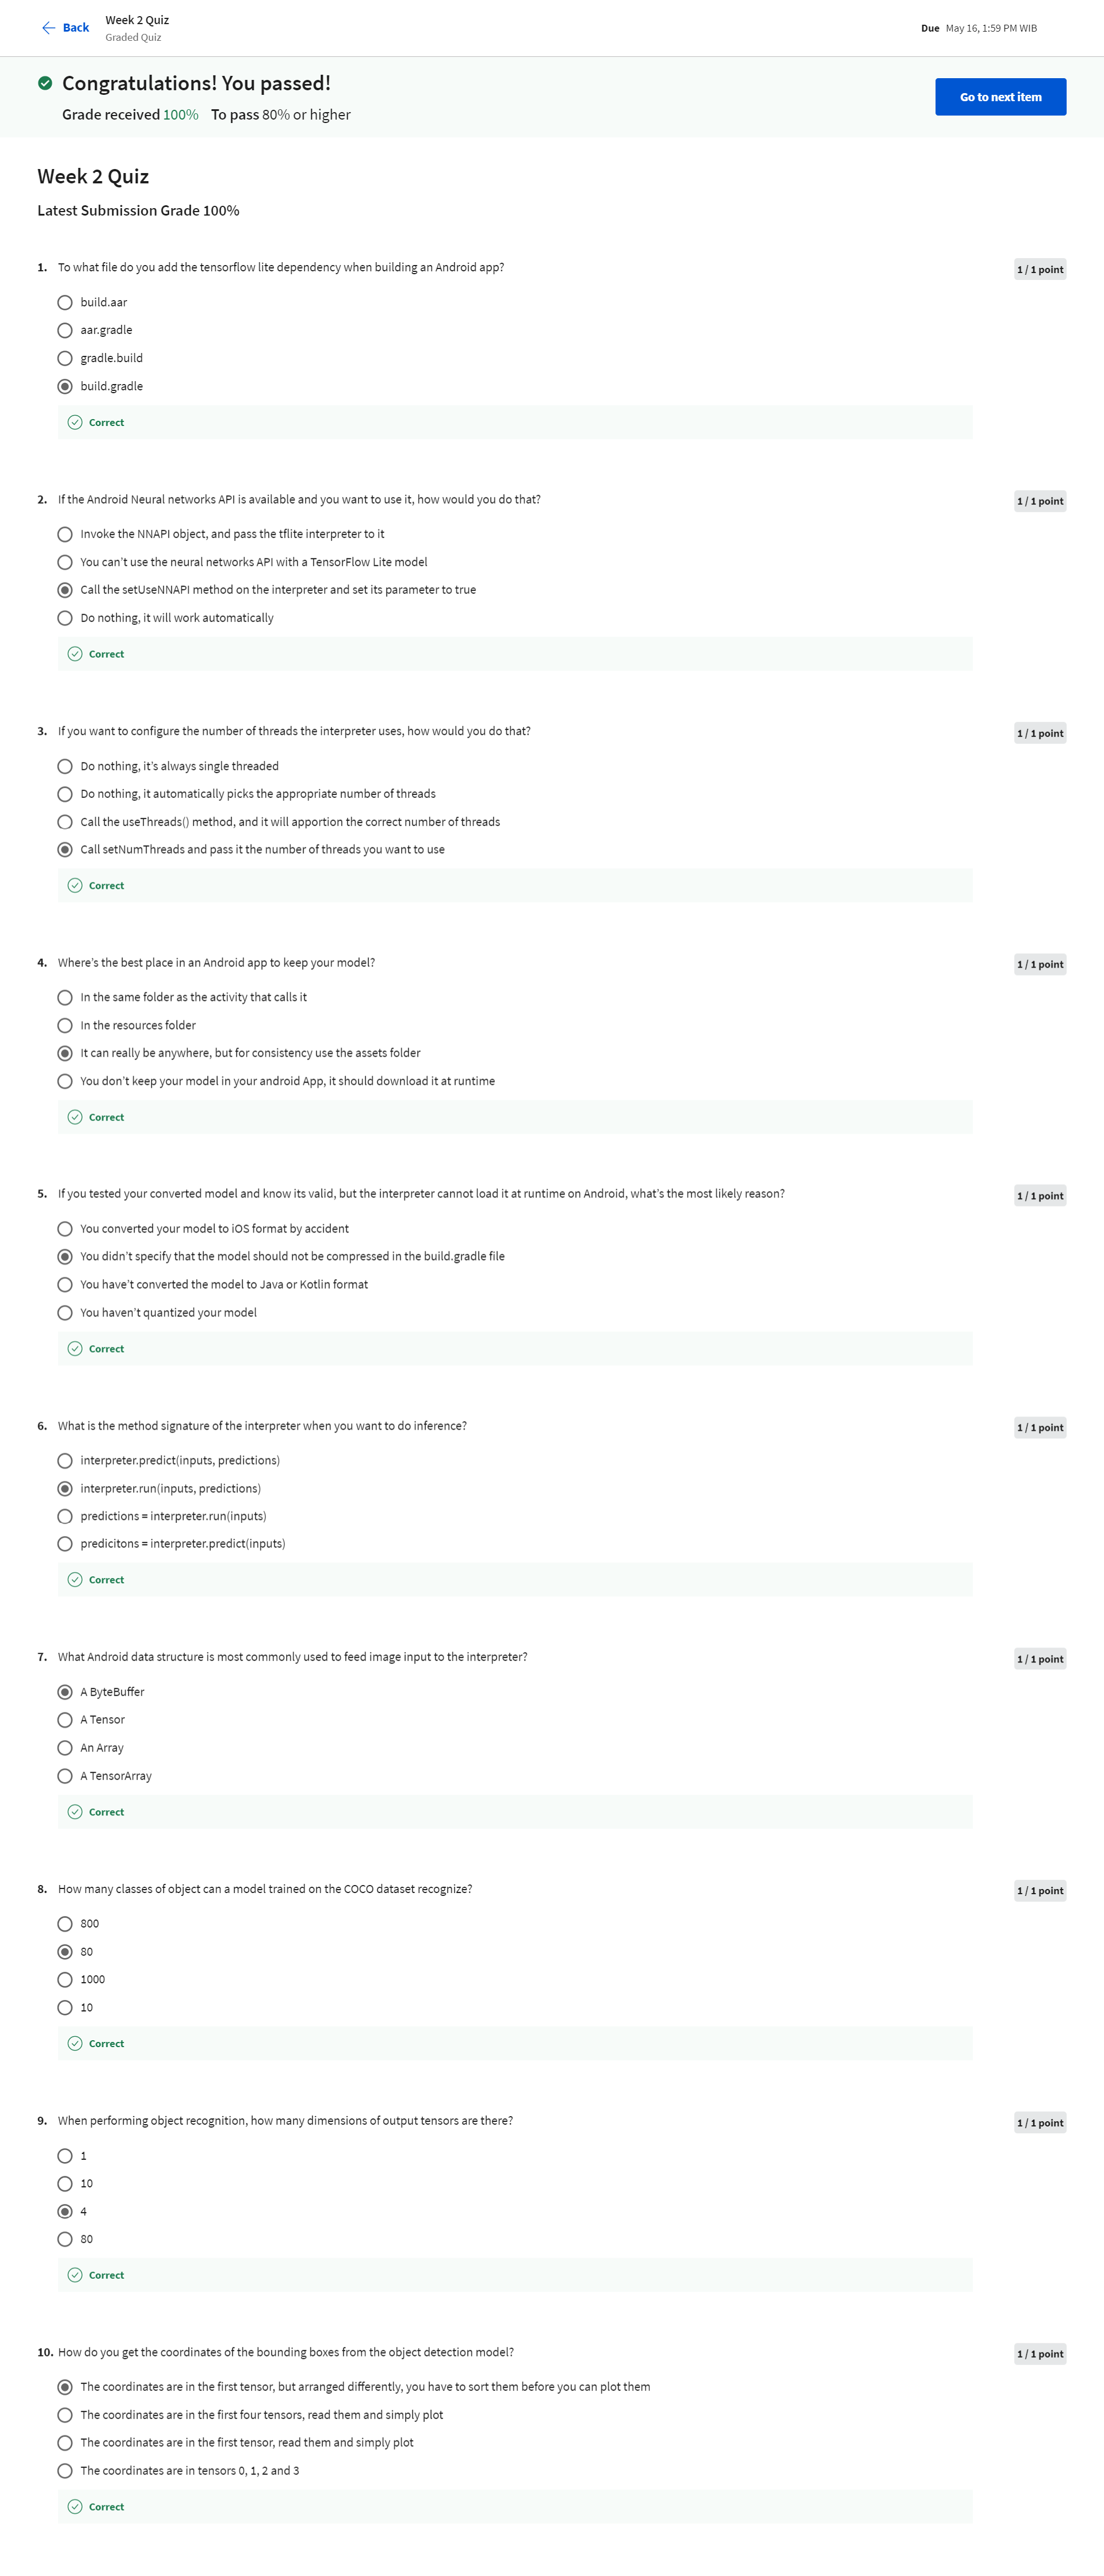 Back
Week 2 Quiz
Graded Quiz
Due May 16, 1:59 PM WIB
Congratulations! You passed!
Grade received 100% To pass 80% or higher
Go to next item
Week 2 Quiz
Latest Submission Grade 100%
1. To what file do you add the tensorflow lite dependency when building an Android app?
1 / 1 point
build.aar
aar.gradle
gradle.build
build.gradle
Correct
2. If the Android Neural networks API is available and you want to use it, how would you do that?
1 / 1 point
Invoke the NNAPI object, and pass the tflite interpreter to it
You can't use the neural networks API with a TensorFlow Lite model
Call the setUseNNAPI method on the interpreter and set its parameter to true
Do nothing, it will work automatically
Correct
3. If you want to configure the number of threads the interpreter uses, how would you do that?
1 / 1 point
Do nothing, it's always single threaded
Do nothing, it automatically picks the appropriate number of threads
Call the useThreads() method, and it will apportion the correct number of threads
Call setNumThreads and pass it the number of threads you want to use
Correct
4. Where's the best place in an Android app to keep your model?
1 / 1 point
In the same folder as the activity that calls it
In the resources folder
It can really be anywhere, but for consistency use the assets folder
You don't keep your model in your android App, it should download it at runtime
Correct
5. If you tested your converted model and know its valid, but the interpreter cannot load it at runtime on Android, what's the most likely reason?
1 / 1 point
You converted your model to iOS format by accident
You didn't specify that the model should not be compressed in the build.gradle file
You have't converted the model to Java or Kotlin format
You haven't quantized your model
Correct
6. What is the method signature of the interpreter when you want to do inference?
1 / 1 point
interpreter.predict(inputs, predictions)
interpreter.run(inputs, predictions)
predictions = interpreter.run(inputs)
predicitons = interpreter.predict(inputs)
Correct
7. What Android data structure is most commonly used to feed image input to the interpreter?
1 / 1 point
A ByteBuffer
A Tensor
An Array
A TensorArray
Correct
8. How many classes of object can a model trained on the COCO dataset recognize?
1 / 1 point
800
80
1000
10
Correct
9. When performing object recognition, how many dimensions of output tensors are there?
1 / 1 point
1
10
4
80
Correct
10. How do you get the coordinates of the bounding boxes from the object detection model?
1 / 1 point
The coordinates are in the first tensor, but arranged differently, you have to sort them before you can plot them
The coordinates are in the first four tensors, read them and simply plot
The coordinates are in the first tensor, read them and simply plot
The coordinates are in tensors 0, 1, 2 and 3
Correct